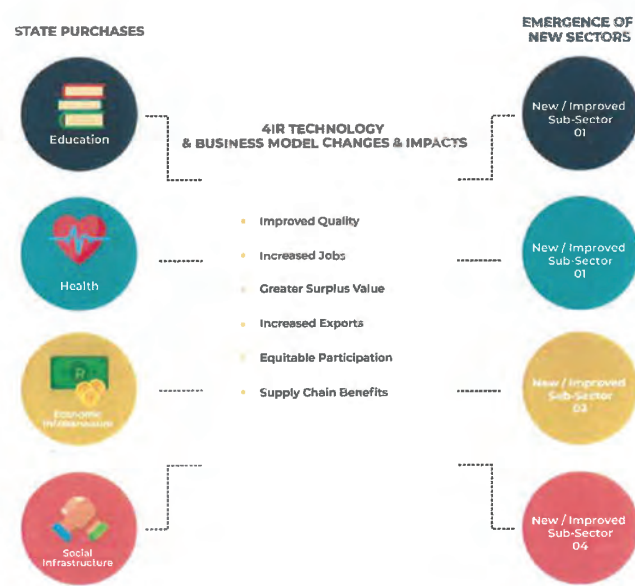 STATE PURCHASES
EMERGENCE OF
NEW SECTORS
Education
4IR TECHNOLOGY
& BUSINESS MODEL CHANGES & IMPACTS
New / Improved
Sub-Sector
01
Health
• Improved Quality
• Increased Jobs
• Greater Surplus Value
• Increased Exports
• Equitable Participation
• Supply Chain Benefits
New / Improved
Sub-Sector
01
R
Economic
Infrastructure
New / Improved
Sub-Sector
Social
Infrastructure
New / Improved
Sub-Sector
04